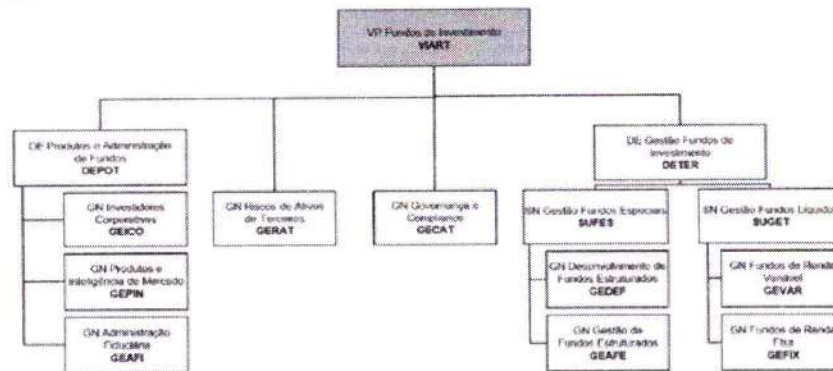 VP Fundos de Investimento
VIART
DE Produtos e Administração
de Fundos
DEPOT
DE Gestão Fundos de
Investimento
DETER
GN Investidores
Corporativos
GEICO
GN Riscos de Ativos
de Terceiros
GERAT
GN Governança e
Compliance
GECAT
SN Gestão Fundos Especiais
SUFES
SN Gestão Fundos Líquidos
SUGET
GN Produtos e
Inteligência de Mercado
GEPIN
GN Desenvolvimento de
Fundos Estruturados
GEDEF
GN Fundos de Renda
Variável
GEVAR
GN Administração
Fiduciária
GEAFI
GN Gestão de
Fundos Estruturados
GEAFE
GN Fundos de Renda
Fixa
GEFIX